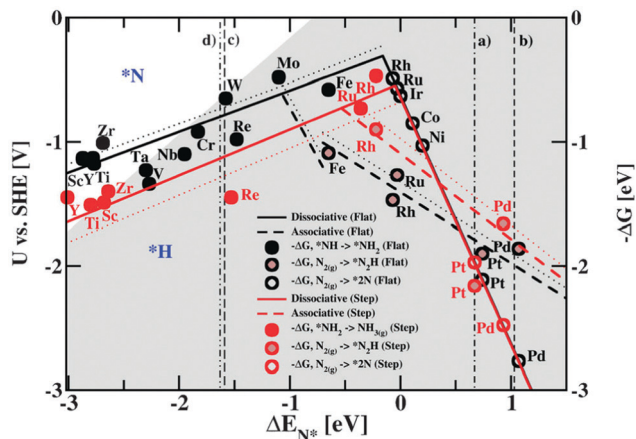 d) c) a) b)
0 0
*N
Mo
Rh
Ru
Ir
W
Fe
Rh
Ru
Zr
Co
-1 -1
Re
Cr
Rh
Ni
Nb
Ta
V
ScY Ti
Zr
Fe
Ru
Y
Sc
Ti
Re
Rh
Pd
*H
-2 -2
Pt
Pt
Pt
Pt
Pd
Pd
Pd
-3 -3
Dissociative (Flat)
Associative (Flat)
-ΔG, *NH -> *NH2 (Flat)
-ΔG, N2(g) -> *N2H (Flat)
-ΔG, N2(g) -> *2N (Flat)
Dissociative (Step)
Associative (Step)
-ΔG, *NH2 -> NH3(g) (Step)
-ΔG, N2(g) -> *N2H (Step)
-ΔG, N2(g) -> *2N (Step)
-3 -2 -1 0 1
ΔEN* [eV]
U vs. SHE [V]
-ΔG [eV]